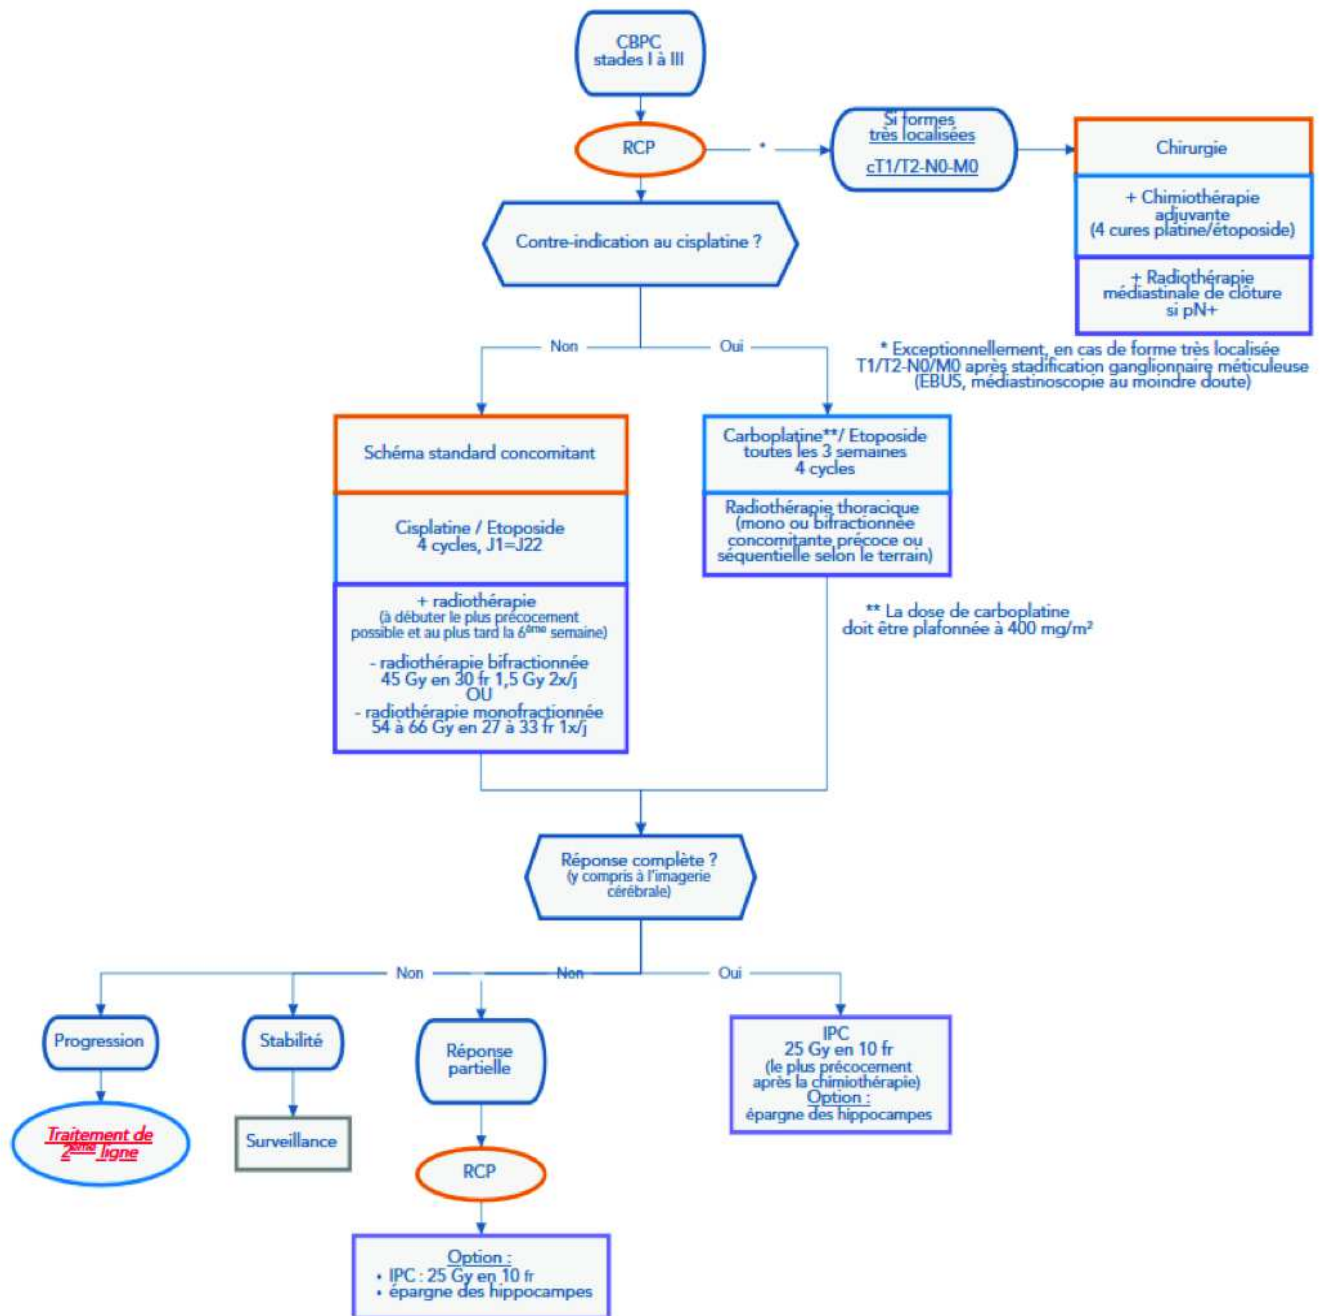 CBPC
stades I à III
RCP
*
Si formes
très localisées
cT1/T2-N0-M0
Chirurgie
+ Chimiothérapie
adjuvante
(4 cures platine/étoposide)
+ Radiothérapie
médiastinale de clôture
si pN+
Contre-indication au cisplatine ?
Non
Oui
* Exceptionnellement, en cas de forme très localisée
T1/T2-N0/M0 après stadification ganglionnaire méticuleuse
(EBUS, médiastinoscopie au moindre doute)
Schéma standard concomitant
Cisplatine / Etoposide
4 cycles, J1=J22
+ radiothérapie
(à débuter le plus précocement
possible et au plus tard la 6ème semaine)
- radiothérapie bifractionnée
45 Gy en 30 fr 1,5 Gy 2x/j
OU
- radiothérapie monofractionnée
54 à 66 Gy en 27 à 33 fr 1x/j
Carboplatine**/ Etoposide
toutes les 3 semaines
4 cycles
Radiothérapie thoracique
(mono ou bifractionnée
concomitante précoce ou
séquentielle selon le terrain)
** La dose de carboplatine
doit être plafonnée à 400 mg/m²
Réponse complète ?
(y compris à l'imagerie
cérébrale)
Non
Non
Oui
Progression
Stabilité
Réponse
partielle
IPC
25 Gy en 10 fr
(le plus précocement
après la chimiothérapie)
Option :
épargne des hippocampes
Traitement de
2ème ligne
Surveillance
RCP
Option :
• IPC : 25 Gy en 10 fr
• épargne des hippocampes